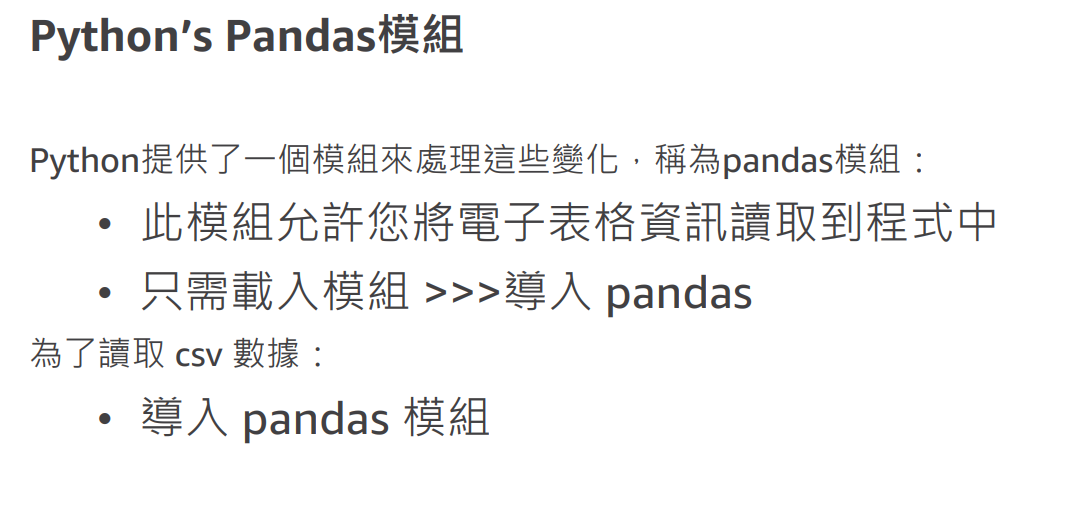 Python’s Pandas模組
Python提供了一個模組來處理這些變化，稱為pandas模組：
• 此模組允許您將電子表格資訊讀取到程式中
• 只需載入模組 >>>導入 pandas
為了讀取 csv 數據：
• 導入 pandas 模組